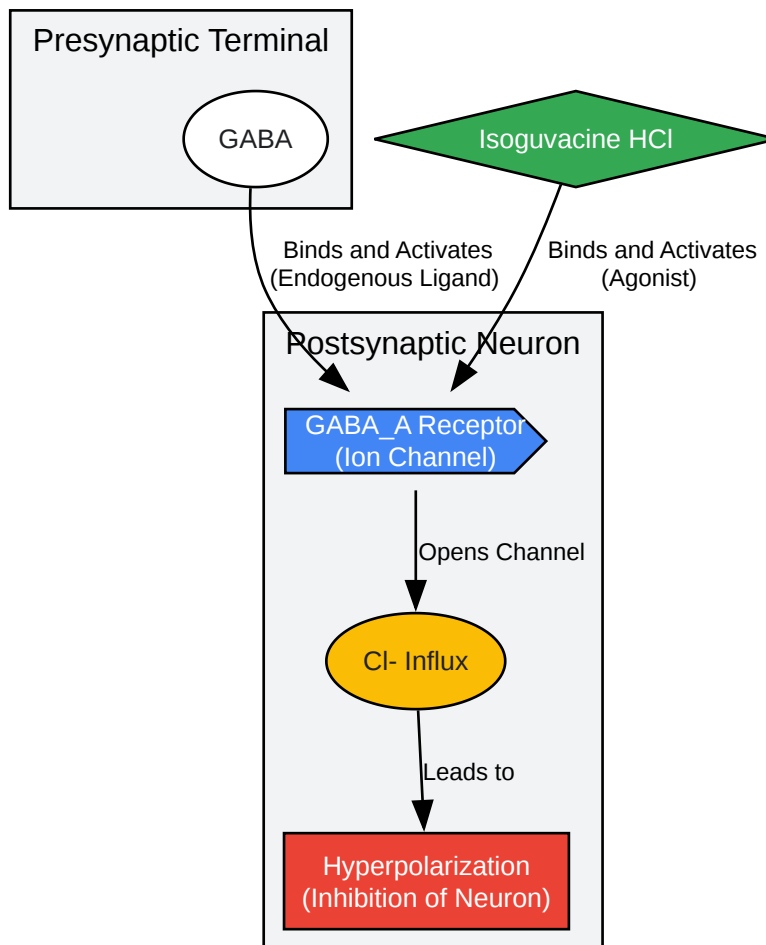 Presynaptic Terminal
GABA
Isoguvacine HCl
Binds and Activates
(Endogenous Ligand)
Binds and Activates
(Agonist)
Postsynaptic Neuron
GABA_A Receptor
(Ion Channel)
Opens Channel
Cl- Influx
Leads to
Hyperpolarization
(Inhibition of Neuron)